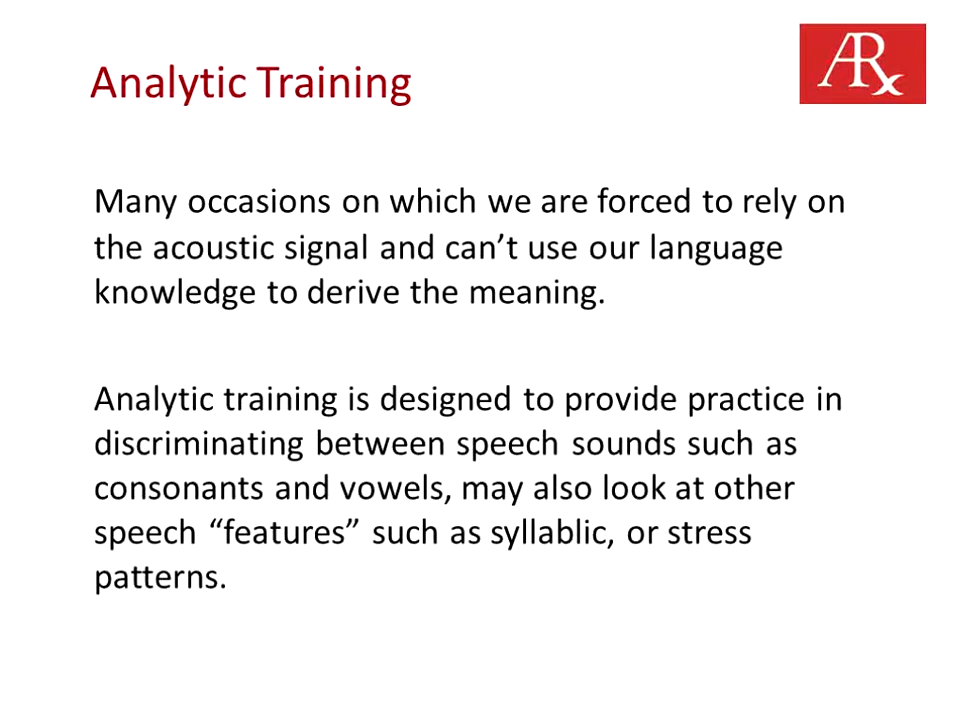 Analytic Training
ARx
Many occasions on which we are forced to rely on
the acoustic signal and can’t use our language
knowledge to derive the meaning.
Analytic training is designed to provide practice in
discriminating between speech sounds such as
consonants and vowels, may also look at other
speech “features” such as syllablic, or stress
patterns.